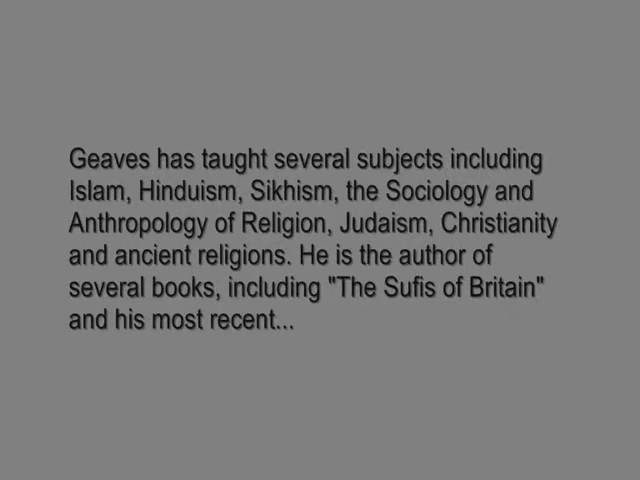 Geaves has taught several subjects including
Islam, Hinduism, Sikhism, the Sociology and
Anthropology of Religion, Judaism, Christianity
and ancient religions. He is the author of
several books, including "The Sufis of Britain"
and his most recent...